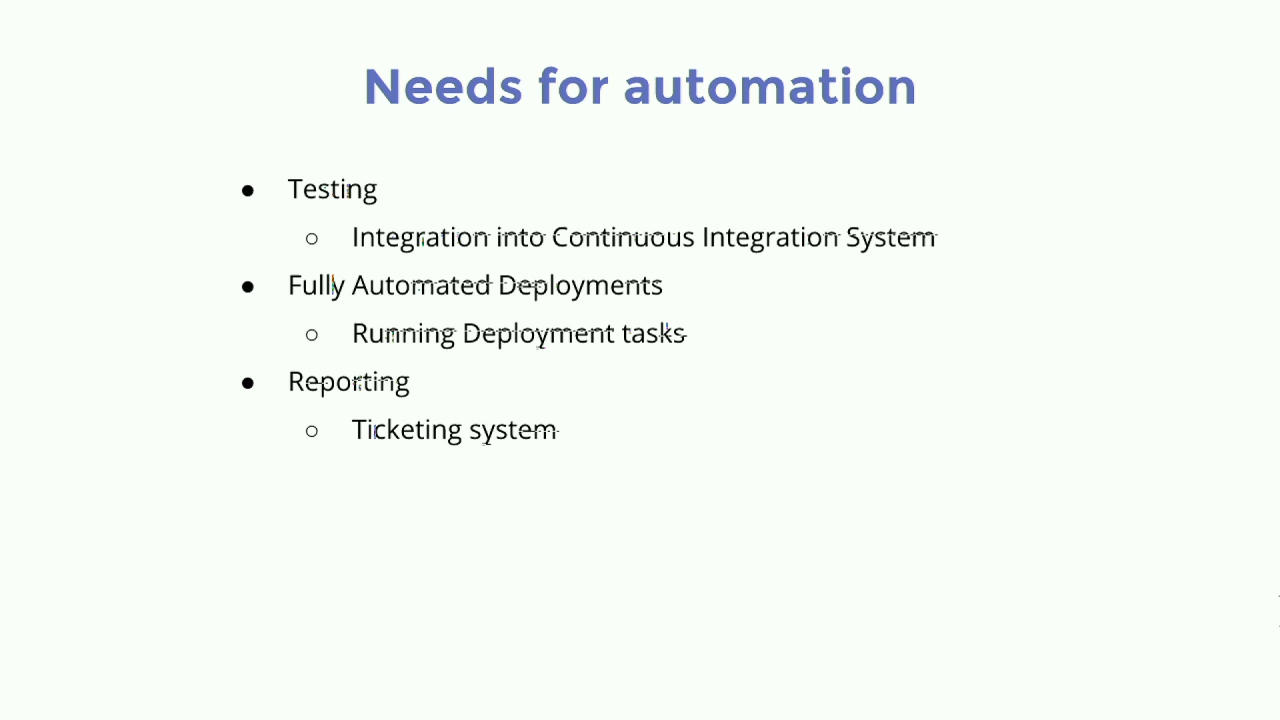 Needs for automation
● Testing
○ Integration into Continuous Integration System
● Fully Automated Deployments
○ Running Deployment tasks
● Reporting
○ Ticketing system